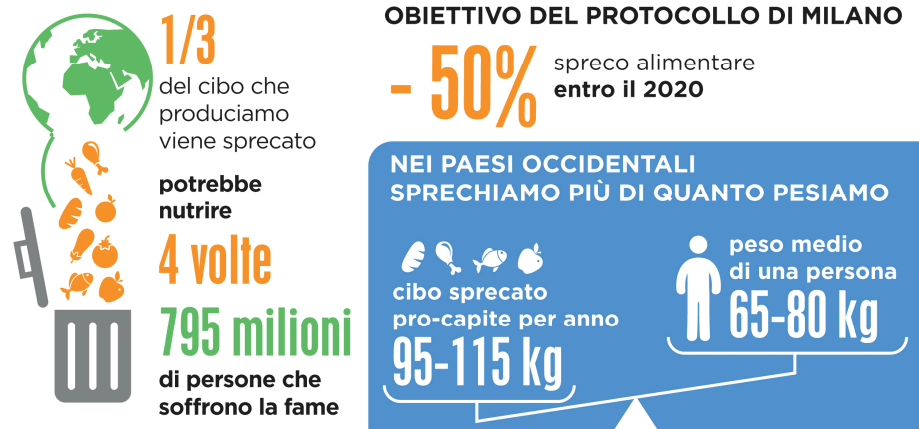 1/3
del cibo che
produciamo
viene sprecato
potrebbe
nutrire
4 volte
795 milioni
di persone che
soffrono la fame
OBIETTIVO DEL PROTOCOLLO DI MILANO
- 50%
spreco alimentare
entro il 2020
NEI PAESI OCCIDENTALI
SPRECHIAMO PIÙ DI QUANTO PESIAMO
cibo sprecato
pro-capite per anno
95-115 kg
peso medio
di una persona
65-80 kg